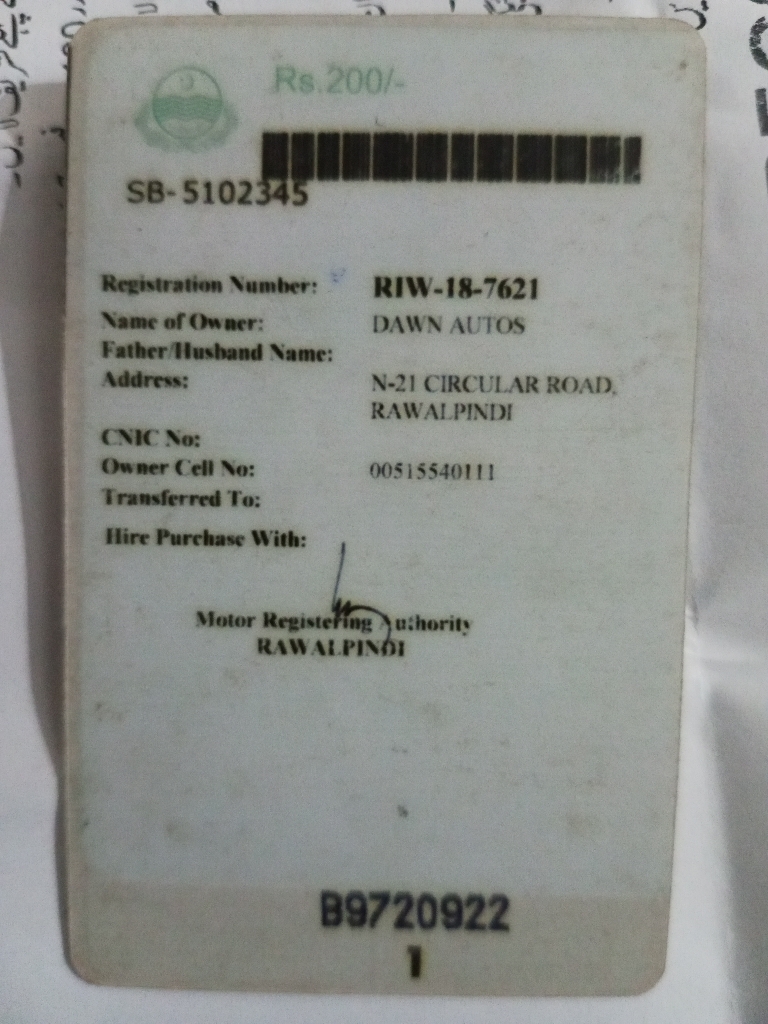 Rs.200/-
SB-5102345
Registration Number: RIW-18-7621
Name of Owner: DAWN AUTOS
Father/Husband Name:
Address: N-21 CIRCULAR ROAD,
RAWALPINDI
CNIC No:
Owner Cell No: 00515540111
Transferred To:
Hire Purchase With:
Motor Registering Authority
RAWALPINDI
B9720922
1